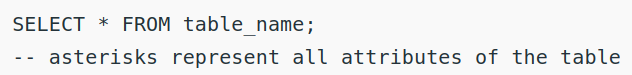 SELECT * FROM table_name;
-- asterisks represent all attributes of the table